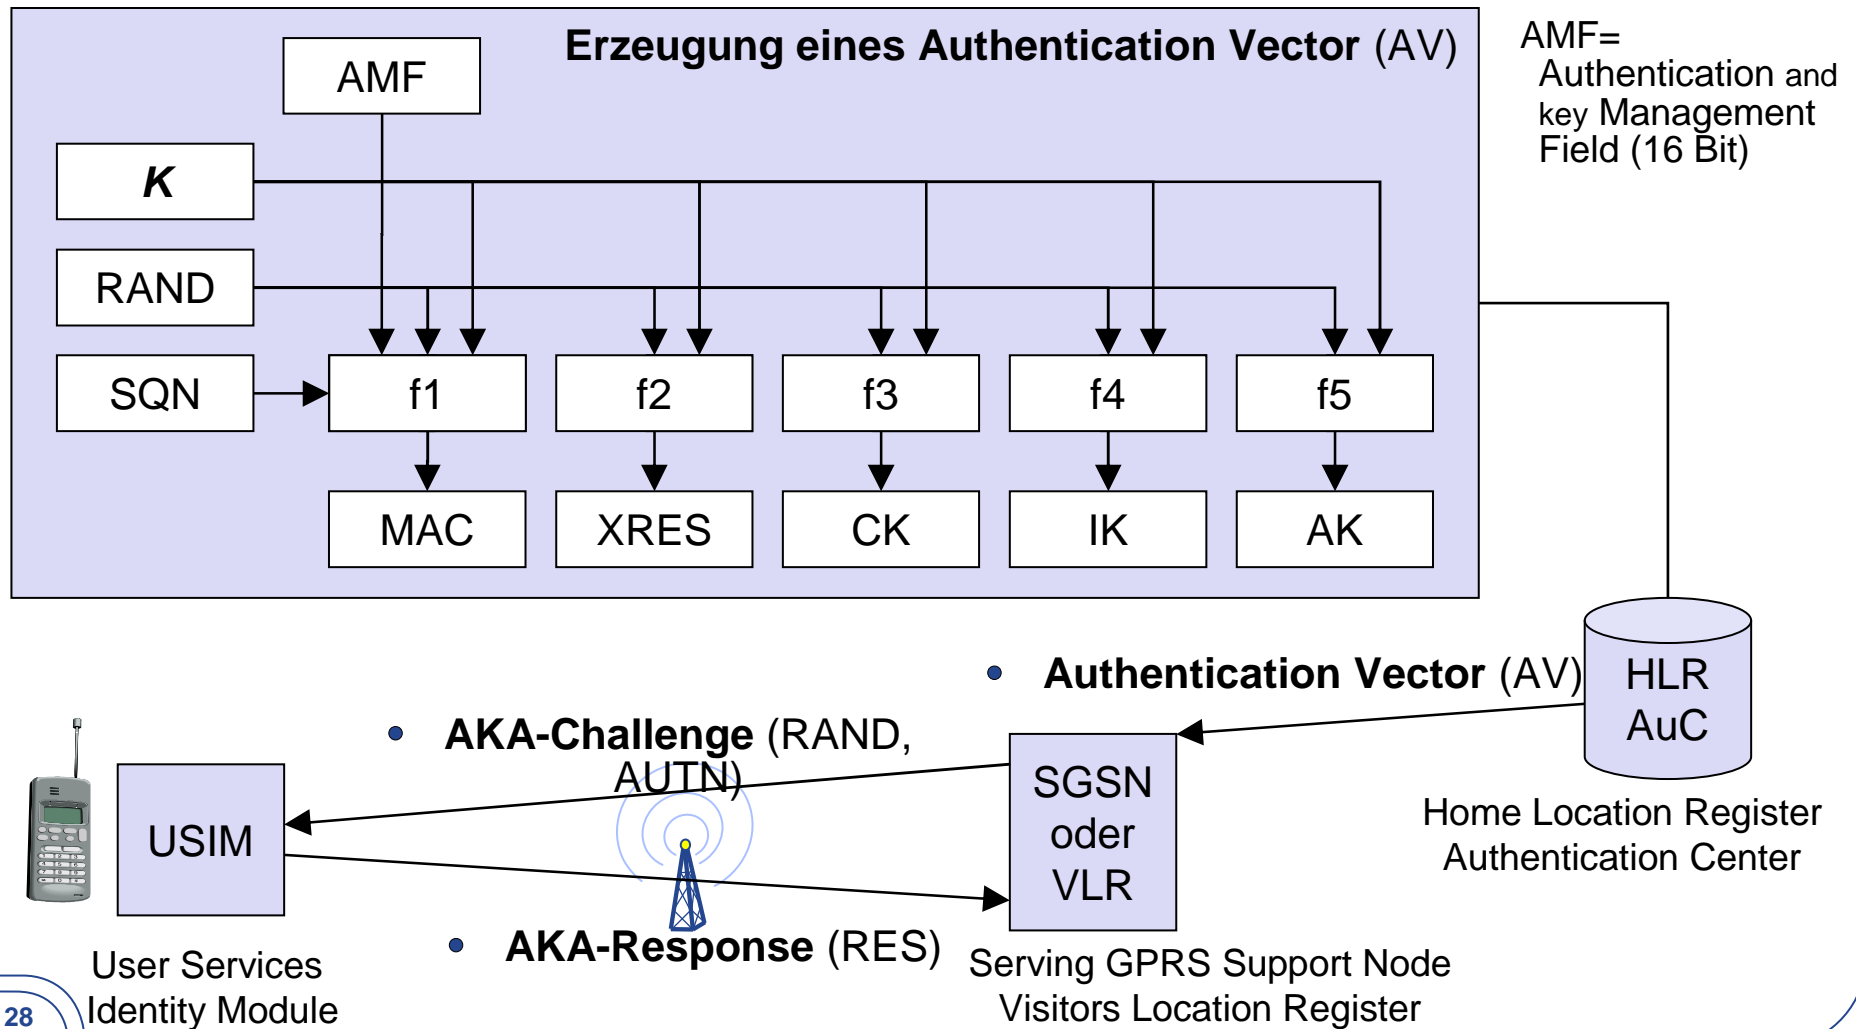 Erzeugung eines Authentication Vector (AV)
AMF=
Authentication and
key Management
Field (16 Bit)
AMF
K
RAND
SQN
f1
f2
f3
f4
f5
MAC
XRES
CK
IK
AK
• Authentication Vector (AV)
HLR
AuC
• AKA-Challenge (RAND,
AUTN)
USIM
SGSN
oder
VLR
Home Location Register
Authentication Center
• AKA-Response (RES)
User Services
Identity Module
Serving GPRS Support Node
Visitors Location Register
28